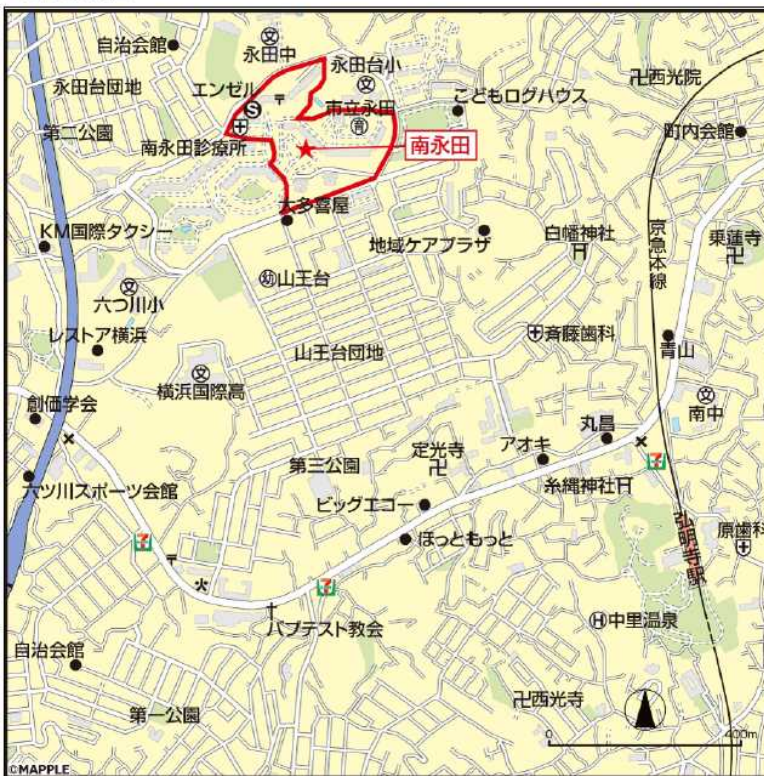 自治会館
永田中
永田台小
西光院
エンゼル
永田台団地
市立永田
こどもログハウス
第二公園
町内会館
南永田診療所
南永田
太多喜屋
KM国際タクシー
地域ケアプラザ
白幡神社
京急本線
乗蓮寺
山王台
六つ川小
レストア横浜
山王台団地
斉藤歯科
青山
横浜国際高
創価学会
丸昌
南中
定光寺
アオキ
第三公園
糸縄神社
六ツ川スポーツ会館
ビッグエコー
弘明寺駅
ほっともっと
原歯科
バプテスト教会
中里温泉
自治会館
西光寺
第一公園
0
400m
©MAPPLE